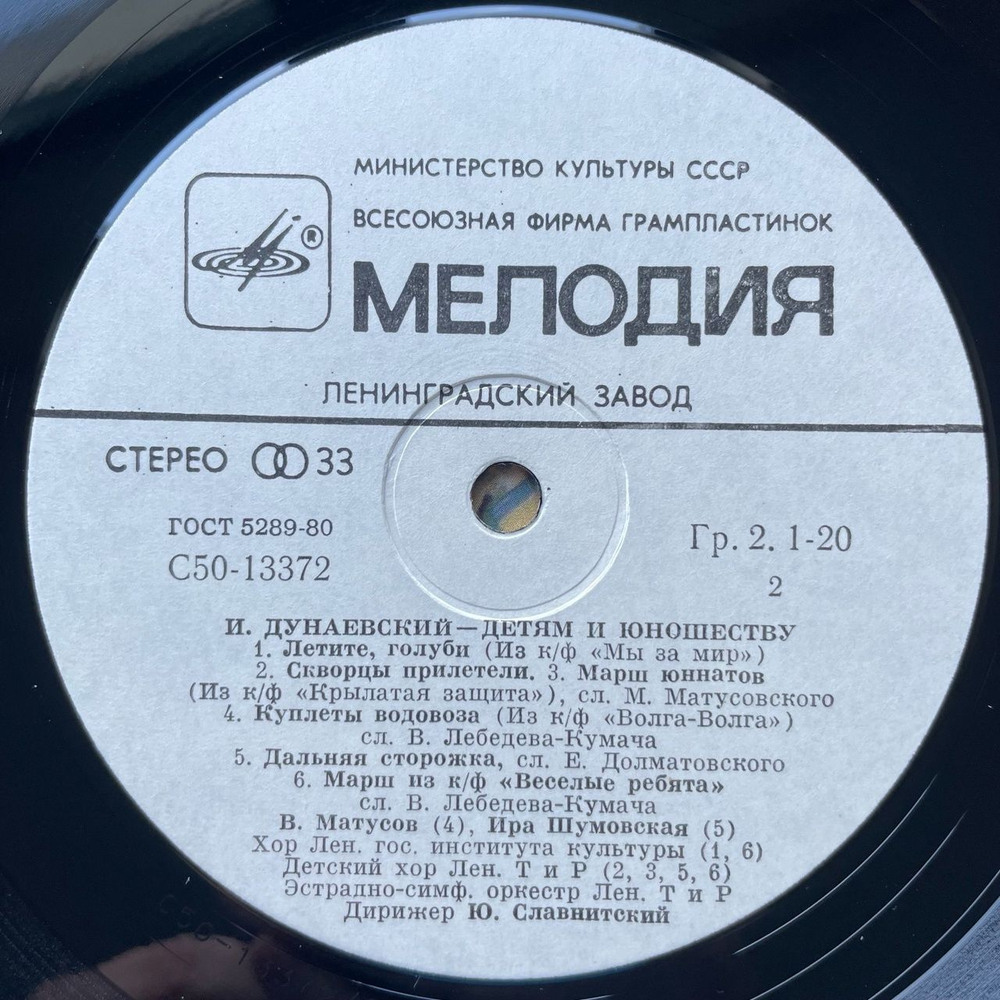 МИНИСТЕРСТВО КУЛЬТУРЫ СССР
ВСЕСОЮЗНАЯ ФИРМА ГРАМПЛАСТИНОК
®
МЕЛОДИЯ
ЛЕНИНГРАДСКИЙ ЗАВОД
СТЕРЕО 33
ГОСТ 5289-80
С50-13372
Гр. 2. 1-20
2
И. ДУНАЕВСКИЙ—ДЕТЯМ И ЮНОШЕСТВУ
1. Летите, голуби (Из к/ф «Мы за мир»)
2. Скворцы прилетели. 3. Марш юннатов
(Из к/ф «Крылатая защита»), сл. М. Матусовского
4. Куплеты водовоза (Из к/ф «Волга-Волга»)
сл. В. Лебедева-Кумача
5. Дальняя сторожка, сл. Е. Долматовского
6. Марш из к/ф «Веселые ребята»
сл. В. Лебедева-Кумача
В. Матусов (4), Ира Шумовская (5)
Хор Лен. гос. института культуры (1, 6)
Детский хор Лен. Т и Р (2, 3, 5, 6)
Эстрадно-симф. оркестр Лен. Т и Р
Дирижер Ю. Славнитский